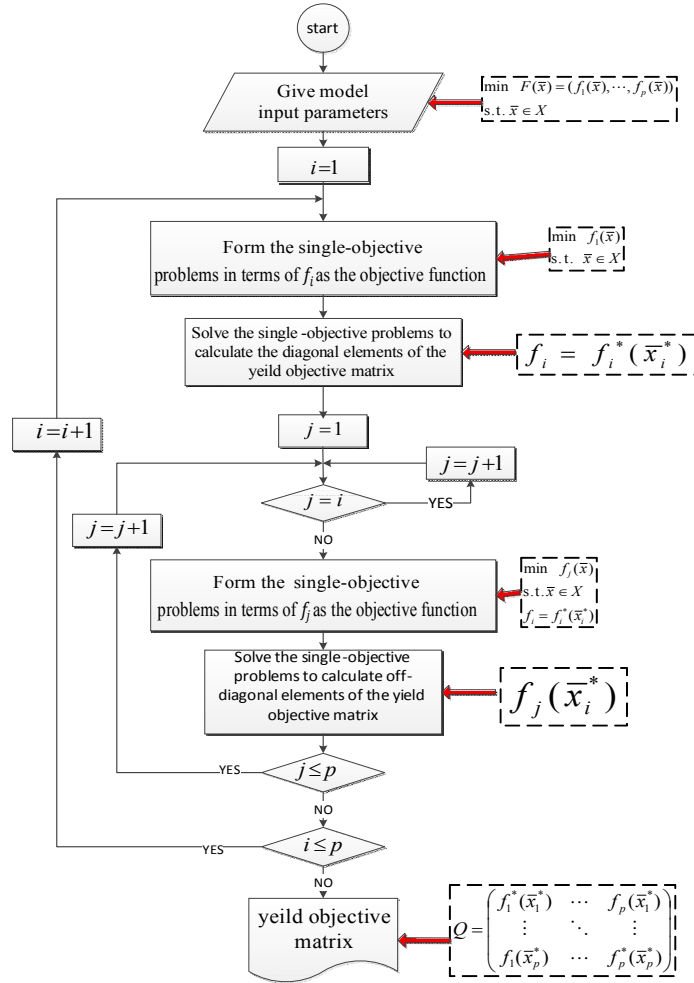 start
Give model
input parameters
min F(x̅) = (f₁(x̅),⋯,fₚ(x̅))
s.t. x̅ ∈ X
i=1
Form the single-objective
problems in terms of fᵢ as the objective function
min f₁(x̅)
s.t. x̅ ∈ X
Solve the single -objective problems to
calculate the diagonal elements of the
yeild objective matrix
fᵢ = fᵢ*(x̅ᵢ*)
j=1
i=i+1
j=j+1
j=i
YES
j=j+1
NO
Form the single-objective
problems in terms of fⱼ as the objective function
min fⱼ(x̅)
s.t. x̅ ∈ X
fᵢ = fᵢ*(x̅ᵢ*)
Solve the single-objective
problems to calculate off-
diagonal elements of the yield
objective matrix
fⱼ(x̅ᵢ*)
YES
j≤p
NO
YES
i≤p
NO
yeild objective
matrix
f₁*(x̅₁*) ⋯ fₚ(x̅₁*)
Q = ⋮ ⋱ ⋮
f₁(x̅ₚ*) ⋯ fₚ*(x̅ₚ*)